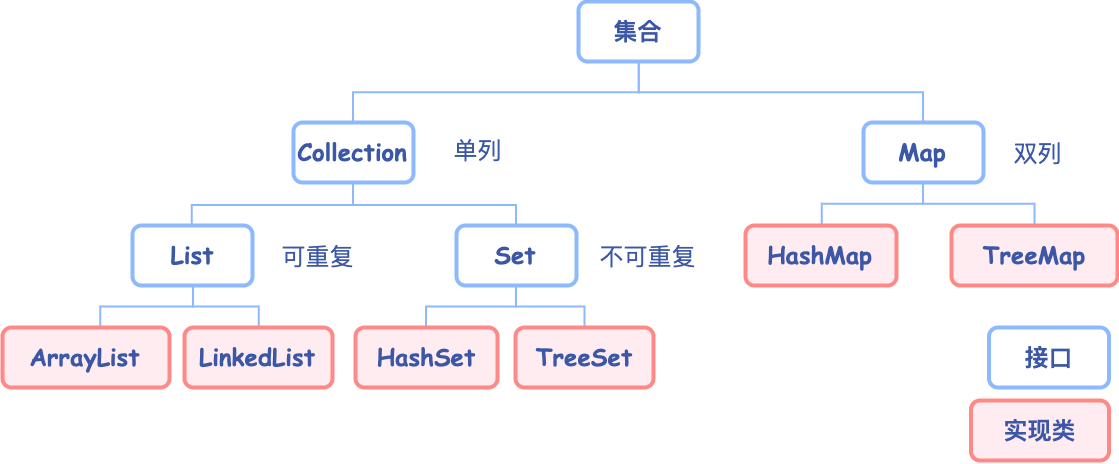 集合
Collection
单列
Map
双列
List
可重复
Set
不可重复
HashMap
TreeMap
ArrayList
LinkedList
HashSet
TreeSet
接口
实现类